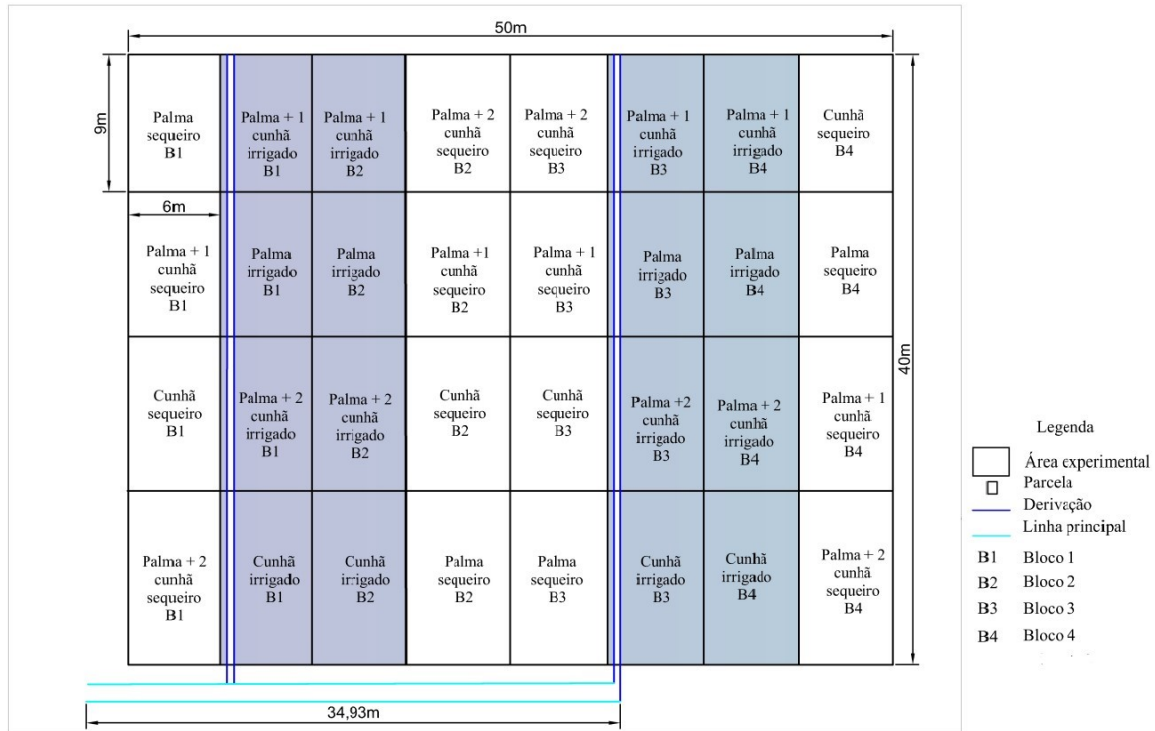 50m
9m
Palma
sequeiro
B1
Palma + 1
cunhã
irrigado
B1
Palma + 1
cunhã
irrigado
B2
Palma + 2
cunhã
sequeiro
B2
Palma + 2
cunhã
sequeiro
B3
Palma + 1
cunhã
irrigado
B3
Palma + 1
cunhã
irrigado
B4
Cunhã
sequeiro
B4
6m
Palma + 1
cunhã
sequeiro
B1
Palma
irrigado
B1
Palma
irrigado
B2
Palma +1
cunhã
sequeiro
B2
Palma + 1
cunhã
sequeiro
B3
Palma
irrigado
B3
Palma
irrigado
B4
Palma
sequeiro
B4
40m
Cunhã
sequeiro
B1
Palma + 2
cunhã
irrigado
B1
Palma + 2
cunhã
irrigado
B2
Cunhã
sequeiro
B2
Cunhã
sequeiro
B3
Palma +2
cunhã
irrigado
B3
Palma + 2
cunhã
irrigado
B4
Palma + 1
cunhã
sequeiro
B4
Palma + 2
cunhã
sequeiro
B1
Cunhã
irrigado
B1
Cunhã
irrigado
B2
Palma
sequeiro
B2
Palma
sequeiro
B3
Cunhã
irrigado
B3
Cunhã
irrigado
B4
Palma + 2
cunhã
sequeiro
B4
34,93m
Legenda
Área experimental
Parcela
Derivação
Linha principal
B1 Bloco 1
B2 Bloco 2
B3 Bloco 3
B4 Bloco 4